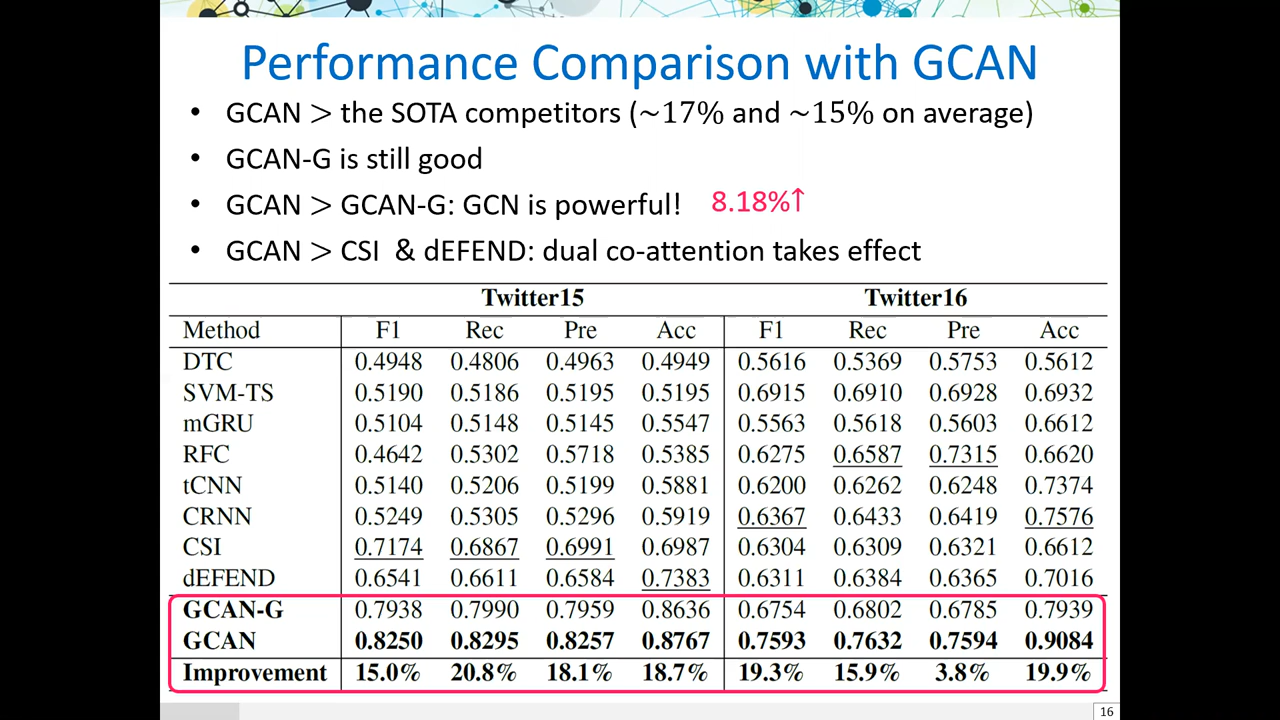 Performance Comparison with GCAN
• GCAN > the SOTA competitors (~17% and ~15% on average)
• GCAN-G is still good
• GCAN > GCAN-G: GCN is powerful! 8.18%↑
• GCAN > CSI & dEFEND: dual co-attention takes effect
Twitter15 Twitter16
Method F1 Rec Pre Acc F1 Rec Pre Acc
DTC 0.4948 0.4806 0.4963 0.4949 0.5616 0.5369 0.5753 0.5612
SVM-TS 0.5190 0.5186 0.5195 0.5195 0.6915 0.6910 0.6928 0.6932
mGRU 0.5104 0.5148 0.5145 0.5547 0.5563 0.5618 0.5603 0.6612
RFC 0.4642 0.5302 0.5718 0.5385 0.6275 0.6587 0.7315 0.6620
tCNN 0.5140 0.5206 0.5199 0.5881 0.6200 0.6262 0.6248 0.7374
CRNN 0.5249 0.5305 0.5296 0.5919 0.6367 0.6433 0.6419 0.7576
CSI 0.7174 0.6867 0.6991 0.6987 0.6304 0.6309 0.6321 0.6612
dEFEND 0.6541 0.6611 0.6584 0.7383 0.6311 0.6384 0.6365 0.7016
GCAN-G 0.7938 0.7990 0.7959 0.8636 0.6754 0.6802 0.6785 0.7939
GCAN 0.8250 0.8295 0.8257 0.8767 0.7593 0.7632 0.7594 0.9084
Improvement 15.0% 20.8% 18.1% 18.7% 19.3% 15.9% 3.8% 19.9%
16